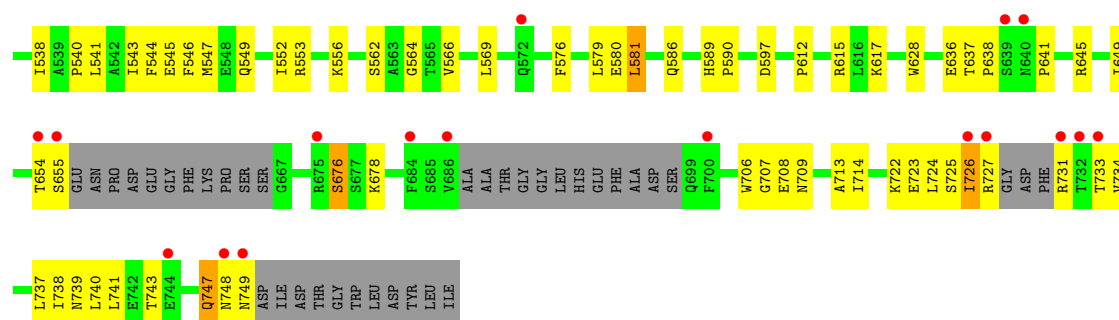 I538 A539 P540 L541 A542 I543 F544 E545 F546 M547 E548 Q549 I552 R553 K556 S562 A563 G564 T565 V566 L569 Q572 F576 L579 E580 L581 Q586 H589 P590 D597 P612 R615 L616 K617 W628 E636 T637 P638 S639 N640 P641 R645
T654 S655 GLU ASN PRO ASP GLU GLY PHE LYS PRO SER SER G667 R675 S676 S677 K678 F684 S685 V686 ALA ALA THR GLY GLY LEU HIS GLU PHE ALA ASP SER Q699 F700 W706 G707 E708 N709 A713 I714 K722 E723 L724 S725 I726 R727 GLY ASP PHE R731 T732 T733
L737 I738 N739 L740 L741 E742 T743 E744 Q747 N748 N749 ASP ILE ASP THR GLY TRP LEU ASP TYR LEU ILE